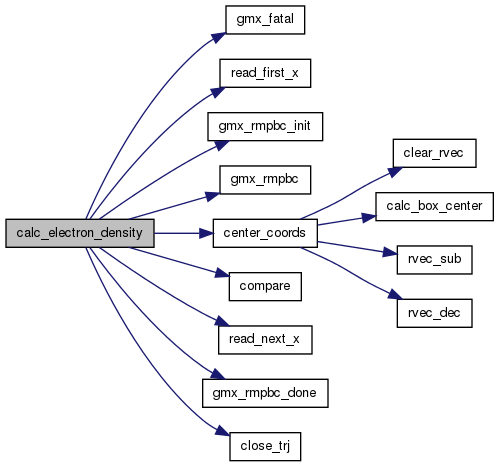 gmx_fatal
read_first_x
gmx_rmpbc_init
clear_rvec
gmx_rmpbc
calc_box_center
calc_electron_density
center_coords
rvec_sub
compare
rvec_dec
read_next_x
gmx_rmpbc_done
close_trj